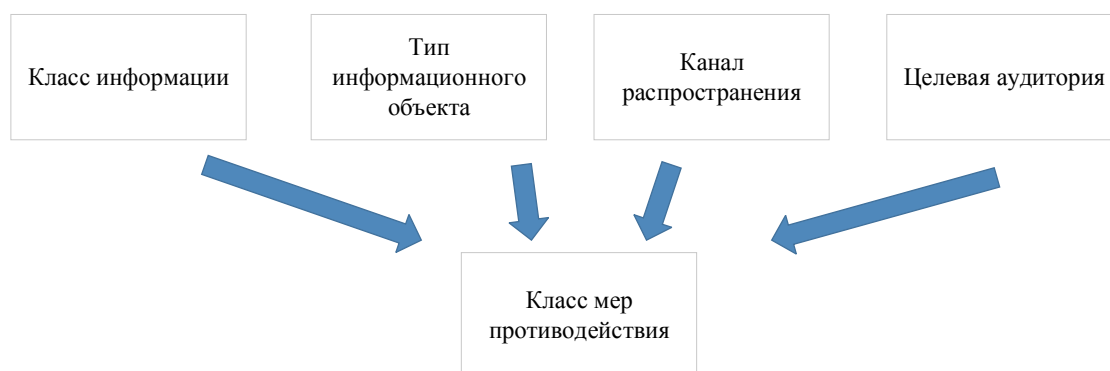 Класс информации
Тип
информационного
объекта
Канал
распространения
Целевая аудитория
Класс мер
противодействия